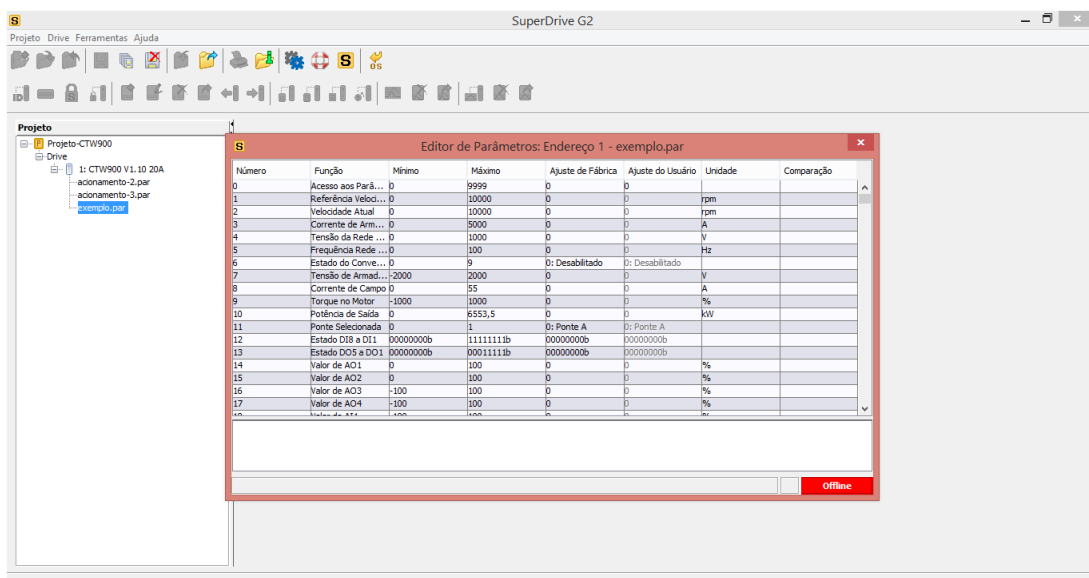 S SuperDrive G2
Projeto Drive Ferramentas Ajuda
S OS
ID
Projeto
P Projeto-CTW900
Drive
1: CTW900 V1.10 20A
acionamento-2.par
acionamento-3.par
exemplo.par
S Editor de Parâmetros: Endereço 1 - exemplo.par
Número Função Mínimo Máximo Ajuste de Fábrica Ajuste do Usuário Unidade Comparação
0 Acesso aos Parâ... 0 9999 0 0
1 Referência Veloci... 0 10000 0 0 rpm
2 Velocidade Atual 0 10000 0 0 rpm
3 Corrente de Arm... 0 5000 0 0 A
4 Tensão da Rede ... 0 1000 0 0 V
5 Frequência Rede ... 0 100 0 0 Hz
6 Estado do Conve... 0 9 0: Desabilitado 0: Desabilitado
7 Tensão de Armad... -2000 2000 0 0 V
8 Corrente de Campo 0 55 0 0 A
9 Torque no Motor -1000 1000 0 0 %
10 Potência de Saída 0 6553,5 0 0 kW
11 Ponte Selecionada 0 1 0: Ponte A 0: Ponte A
12 Estado DI8 a DI1 00000000b 11111111b 00000000b 00000000b
13 Estado DO5 a DO1 00000000b 00011111b 00000000b 00000000b
14 Valor de AO1 0 100 0 0 %
15 Valor de AO2 0 100 0 0 %
16 Valor de AO3 -100 100 0 0 %
17 Valor de AO4 -100 100 0 0 %
Offline